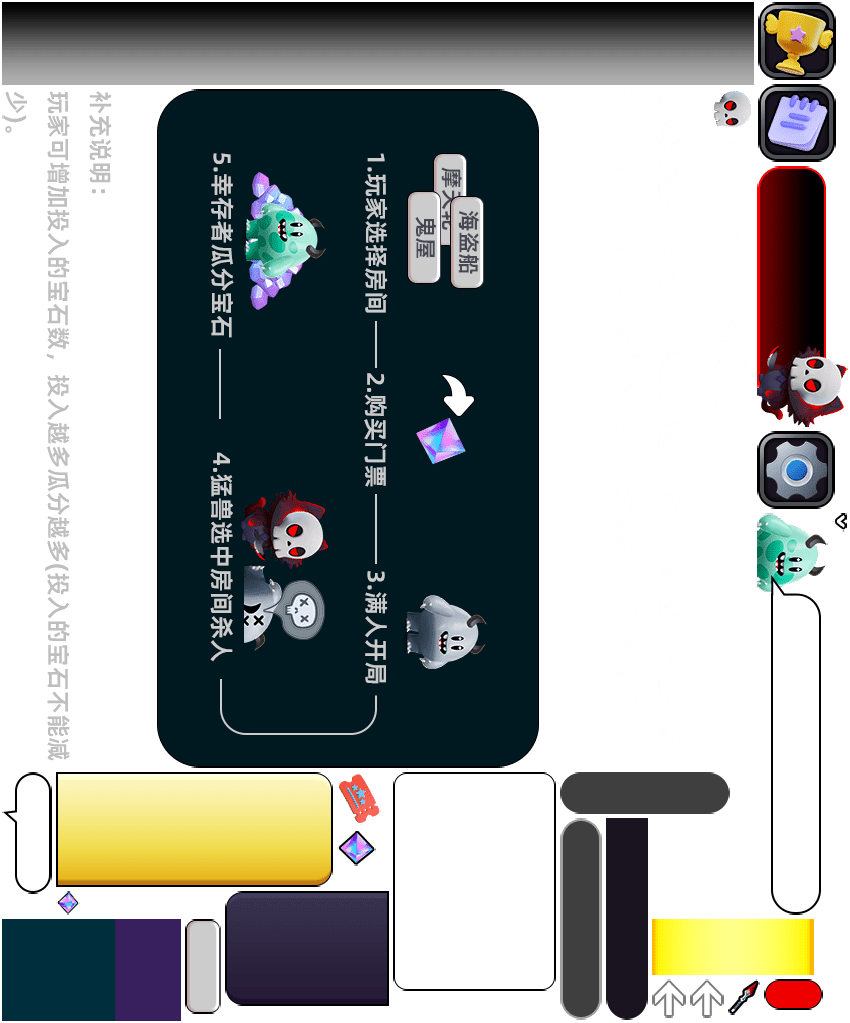 摩天轮
海盗船
鬼屋
1.玩家选择房间
2.购买门票
3.满人开局
4.猛兽选中房间杀人
5.幸存者瓜分宝石
补充说明：
玩家可增加投入的宝石数，投入越多瓜分越多(投入的宝石不能减
少)。